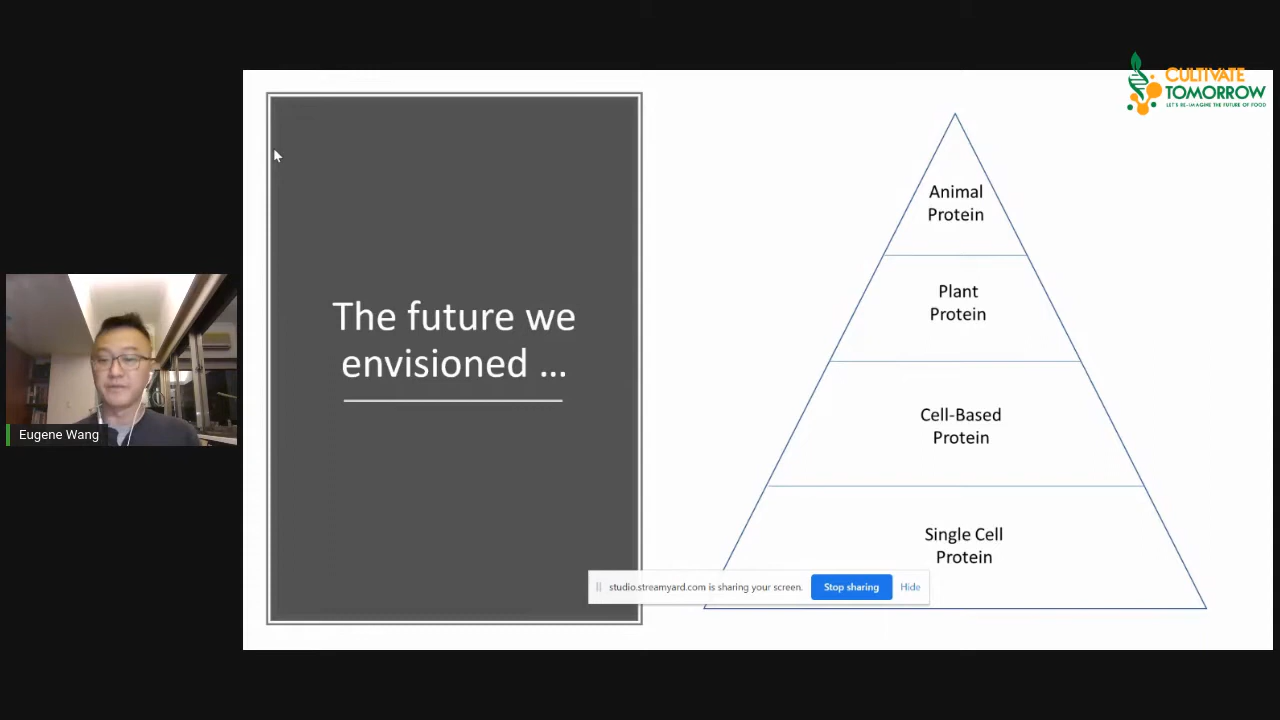 CULTIVATE
TOMORROW
LET'S RE-IMAGINE THE FUTURE OF FOOD
The future we
envisioned ...
Animal
Protein
Plant
Protein
Cell-Based
Protein
Single Cell
Protein
studio.streamyard.com is sharing your screen.
Stop sharing
Hide
Eugene Wang